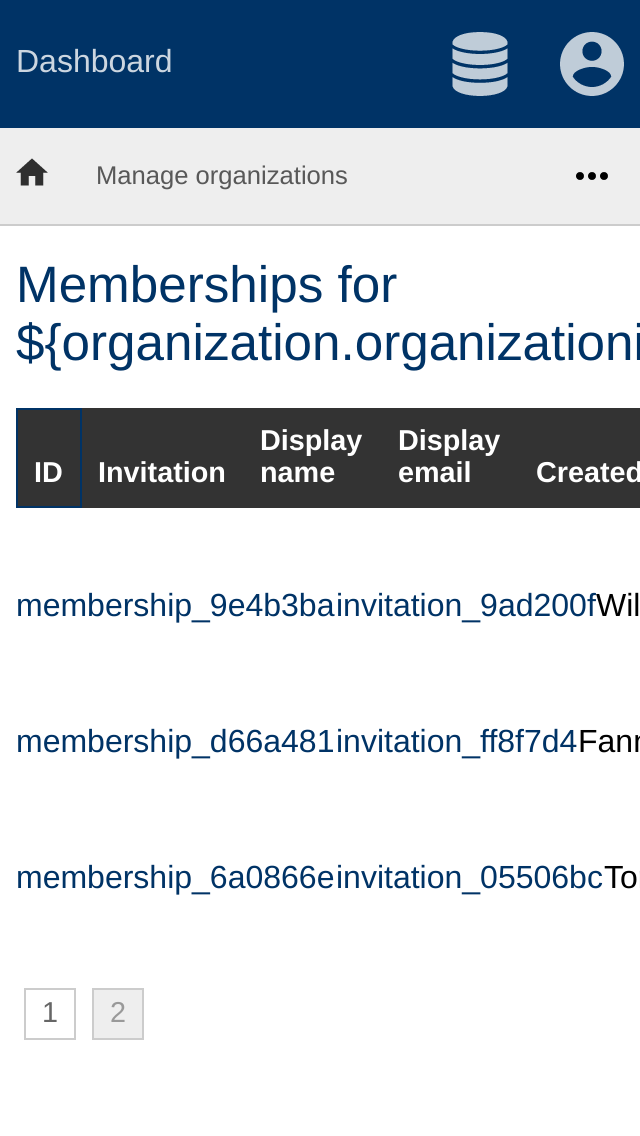 Dashboard
Manage organizations
Memberships for
${organization.organizationi
ID Invitation Display name Display email Created
membership_9e4b3ba invitation_9ad200f Wil
membership_d66a481 invitation_ff8f7d4 Fann
membership_6a0866e invitation_05506bc To
1 2